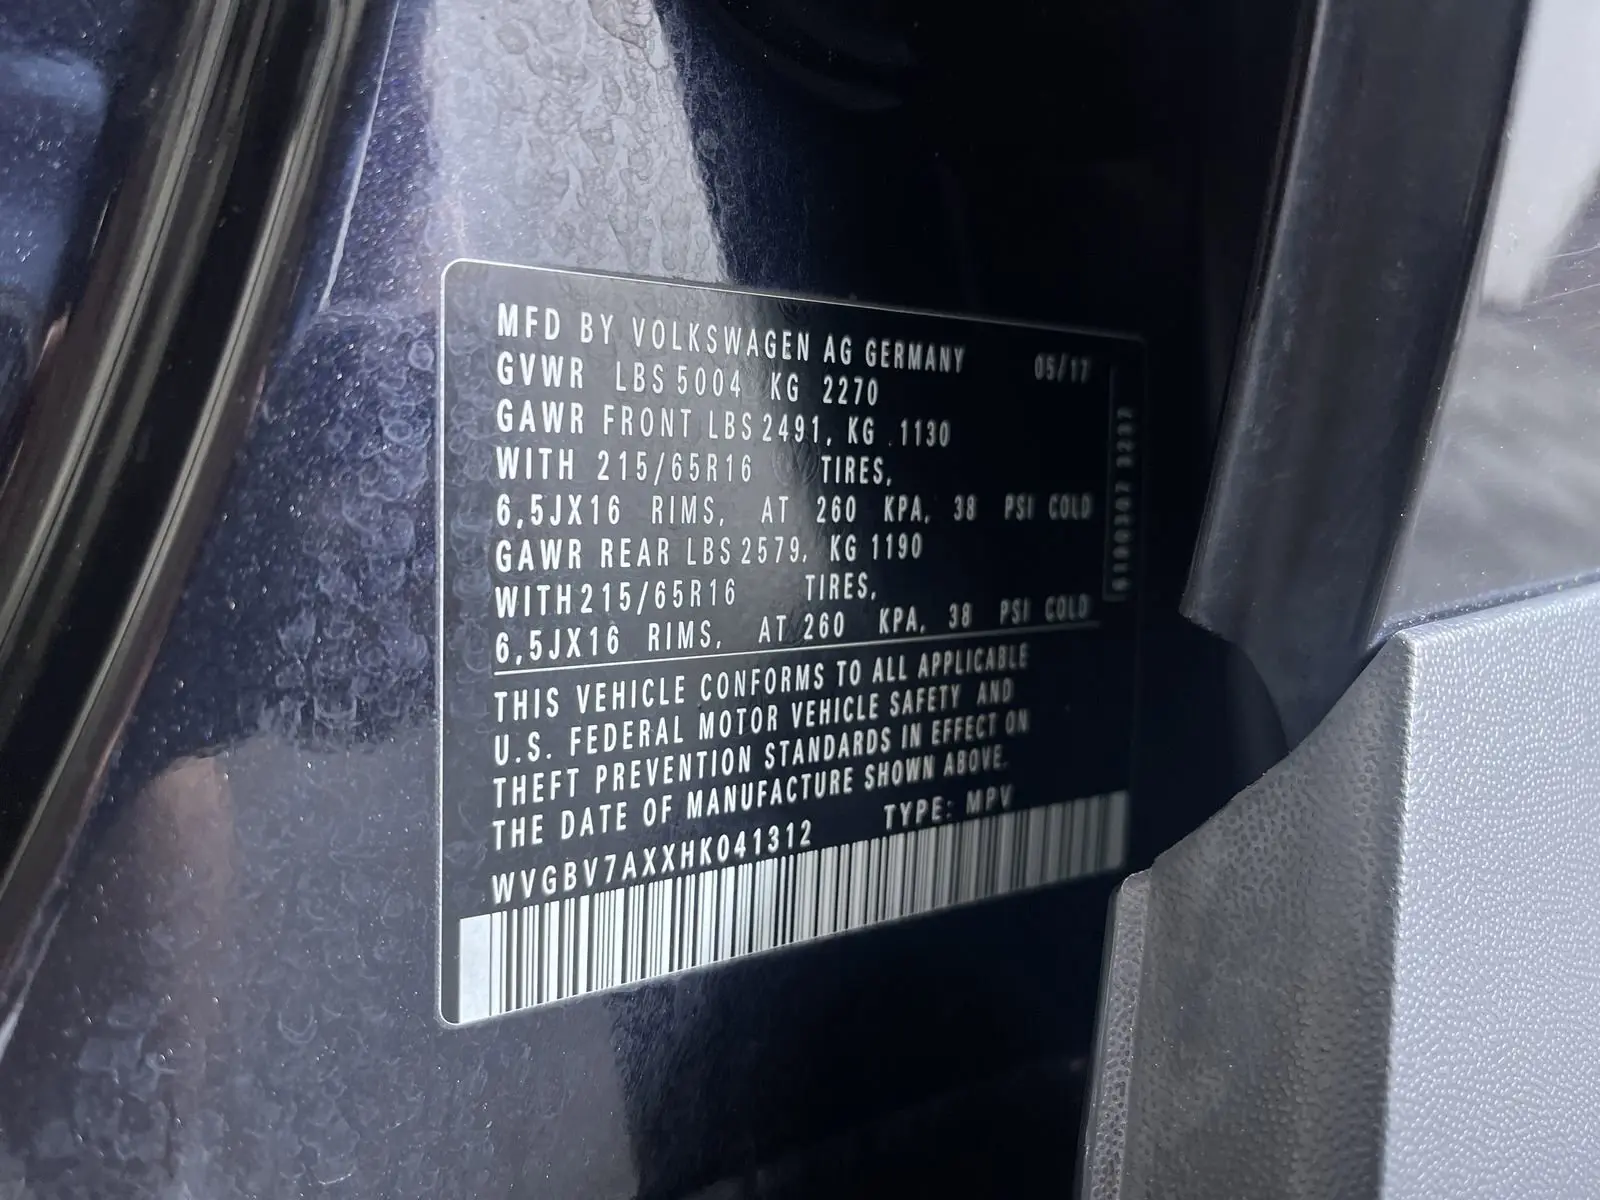 MFD BY VOLKSWAGEN AG GERMANY 05/17
GVWR LBS 5004 KG 2270
GAWR FRONT LBS 2491, KG 1130
WITH 215/65R16 TIRES,
6,5JX16 RIMS, AT 260 KPA, 38 PSI COLD
GAWR REAR LBS 2579, KG 1190
WITH 215/65R16 TIRES,
6,5JX16 RIMS, AT 260 KPA, 38 PSI COLD
THIS VEHICLE CONFORMS TO ALL APPLICABLE
U.S. FEDERAL MOTOR VEHICLE SAFETY AND
THEFT PREVENTION STANDARDS IN EFFECT ON
THE DATE OF MANUFACTURE SHOWN ABOVE.
WVGBV7AXXHK041312 TYPE: MPV